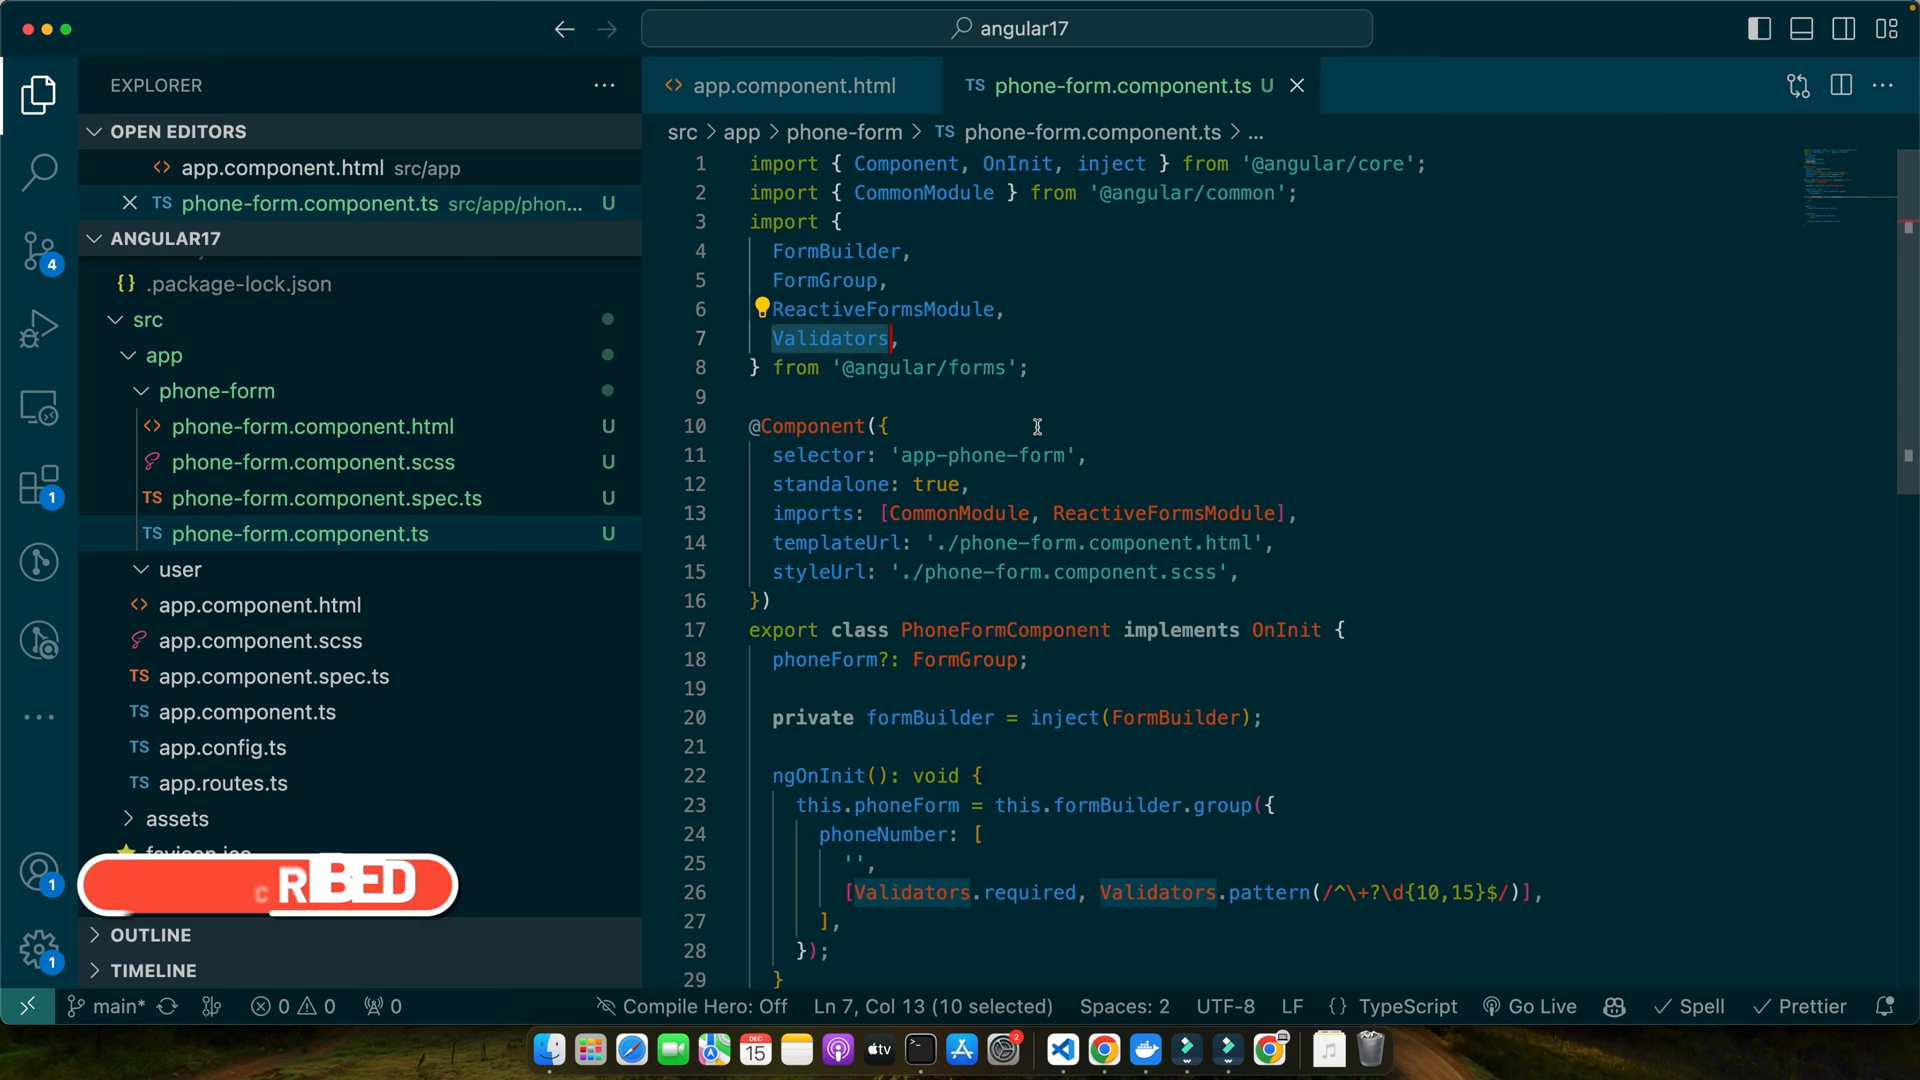 angular17
EXPLORER
OPEN EDITORS
app.component.html src/app
TS phone-form.component.ts src/app/phon... U
ANGULAR17
{} .package-lock.json
src
app
phone-form
phone-form.component.html U
phone-form.component.scss U
TS phone-form.component.spec.ts U
TS phone-form.component.ts U
user
app.component.html
app.component.scss
TS app.component.spec.ts
TS app.component.ts
TS app.config.ts
TS app.routes.ts
assets
OUTLINE
TIMELINE
4
1
1
1
app.component.html TS phone-form.component.ts U
src > app > phone-form > TS phone-form.component.ts > ...
1 import { Component, OnInit, inject } from '@angular/core';
2 import { CommonModule } from '@angular/common';
3 import {
4 FormBuilder,
5 FormGroup,
6 ReactiveFormsModule,
7 Validators,
8 } from '@angular/forms';
9
10 @Component({
11 selector: 'app-phone-form',
12 standalone: true,
13 imports: [CommonModule, ReactiveFormsModule],
14 templateUrl: './phone-form.component.html',
15 styleUrl: './phone-form.component.scss',
16 })
17 export class PhoneFormComponent implements OnInit {
18 phoneForm?: FormGroup;
19
20 private formBuilder = inject(FormBuilder);
21
22 ngOnInit(): void {
23 this.phoneForm = this.formBuilder.group({
24 phoneNumber: [
25 '',
26 [Validators.required, Validators.pattern(/^\+?\d{10,15}$/)],
27 ],
28 });
29 }
main* 0 0 0 Compile Hero: Off Ln 7, Col 13 (10 selected) Spaces: 2 UTF-8 LF {} TypeScript Go Live Spell Prettier
DEC
15
tv
2